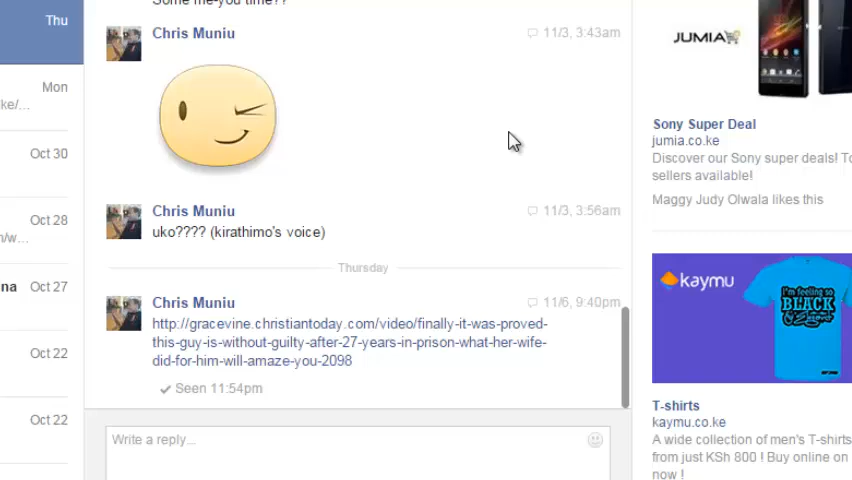 Thu
Mon
ke/...
Oct 30
Oct 28
n/w...
na Oct 27
Oct 22
Oct 22
Some me-you time??
Chris Muniu
11/3, 3:43am
Chris Muniu
11/3, 3:56am
uko???? (kirathimo's voice)
Thursday
Chris Muniu
11/6, 9:40pm
http://gracevine.christiantoday.com/video/finally-it-was-proved-
this-guy-is-without-guilty-after-27-years-in-prison-what-her-wife-
did-for-him-will-amaze-you-2098
Seen 11:54pm
Write a reply...
JUMIA
Sony Super Deal
jumia.co.ke
Discover our Sony super deals! To
sellers available!
Maggy Judy Olwala likes this
kaymu
I'm feeling so
BLACK
T-shirts
kaymu.co.ke
A wide collection of men's T-shirts
from just KSh 800 ! Buy online on
now !